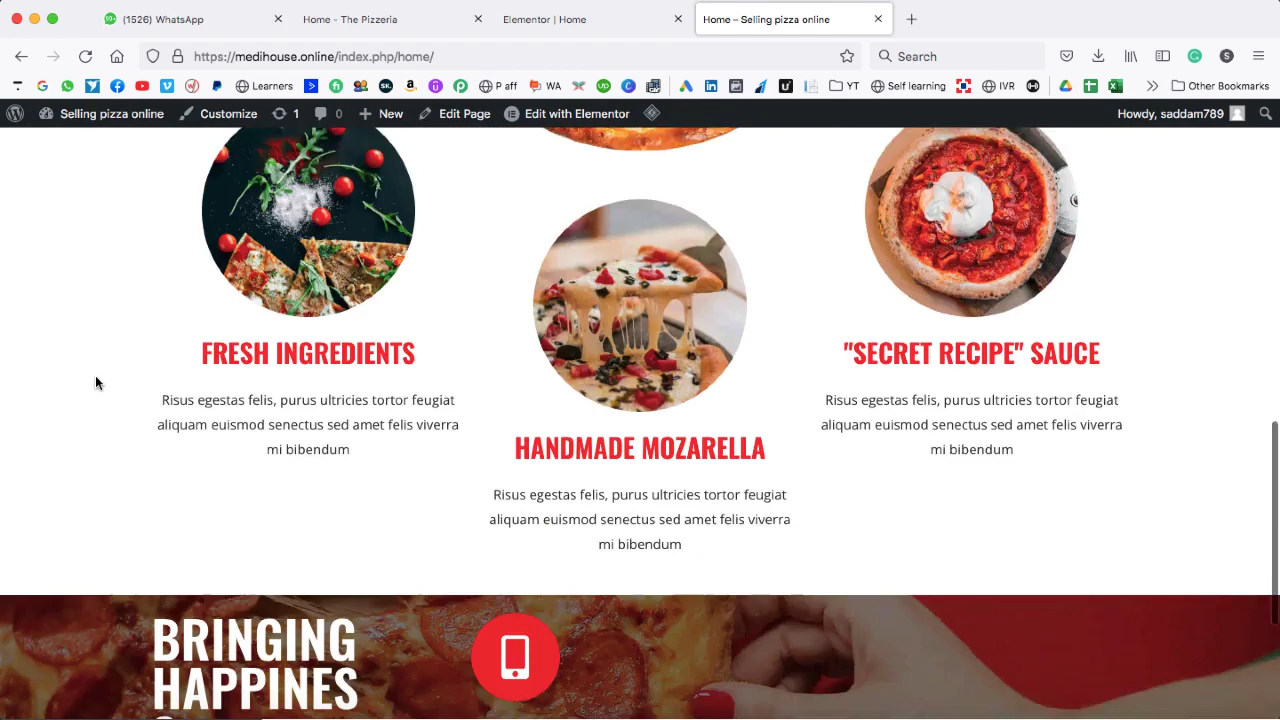 (1526) WhatsApp
Home - The Pizzeria
Elementor | Home
Home – Selling pizza online
https://medihouse.online/index.php/home/
Search
Learners
P aff
WA
YT
Self learning
IVR
Other Bookmarks
Selling pizza online
Customize
1
0
New
Edit Page
Edit with Elementor
Howdy, saddam789
FRESH INGREDIENTS
Risus egestas felis, purus ultricies tortor feugiat
aliquam euismod senectus sed amet felis viverra
mi bibendum
HANDMADE MOZARELLA
Risus egestas felis, purus ultricies tortor feugiat
aliquam euismod senectus sed amet felis viverra
mi bibendum
"SECRET RECIPE" SAUCE
Risus egestas felis, purus ultricies tortor feugiat
aliquam euismod senectus sed amet felis viverra
mi bibendum
BRINGING
HAPPINES